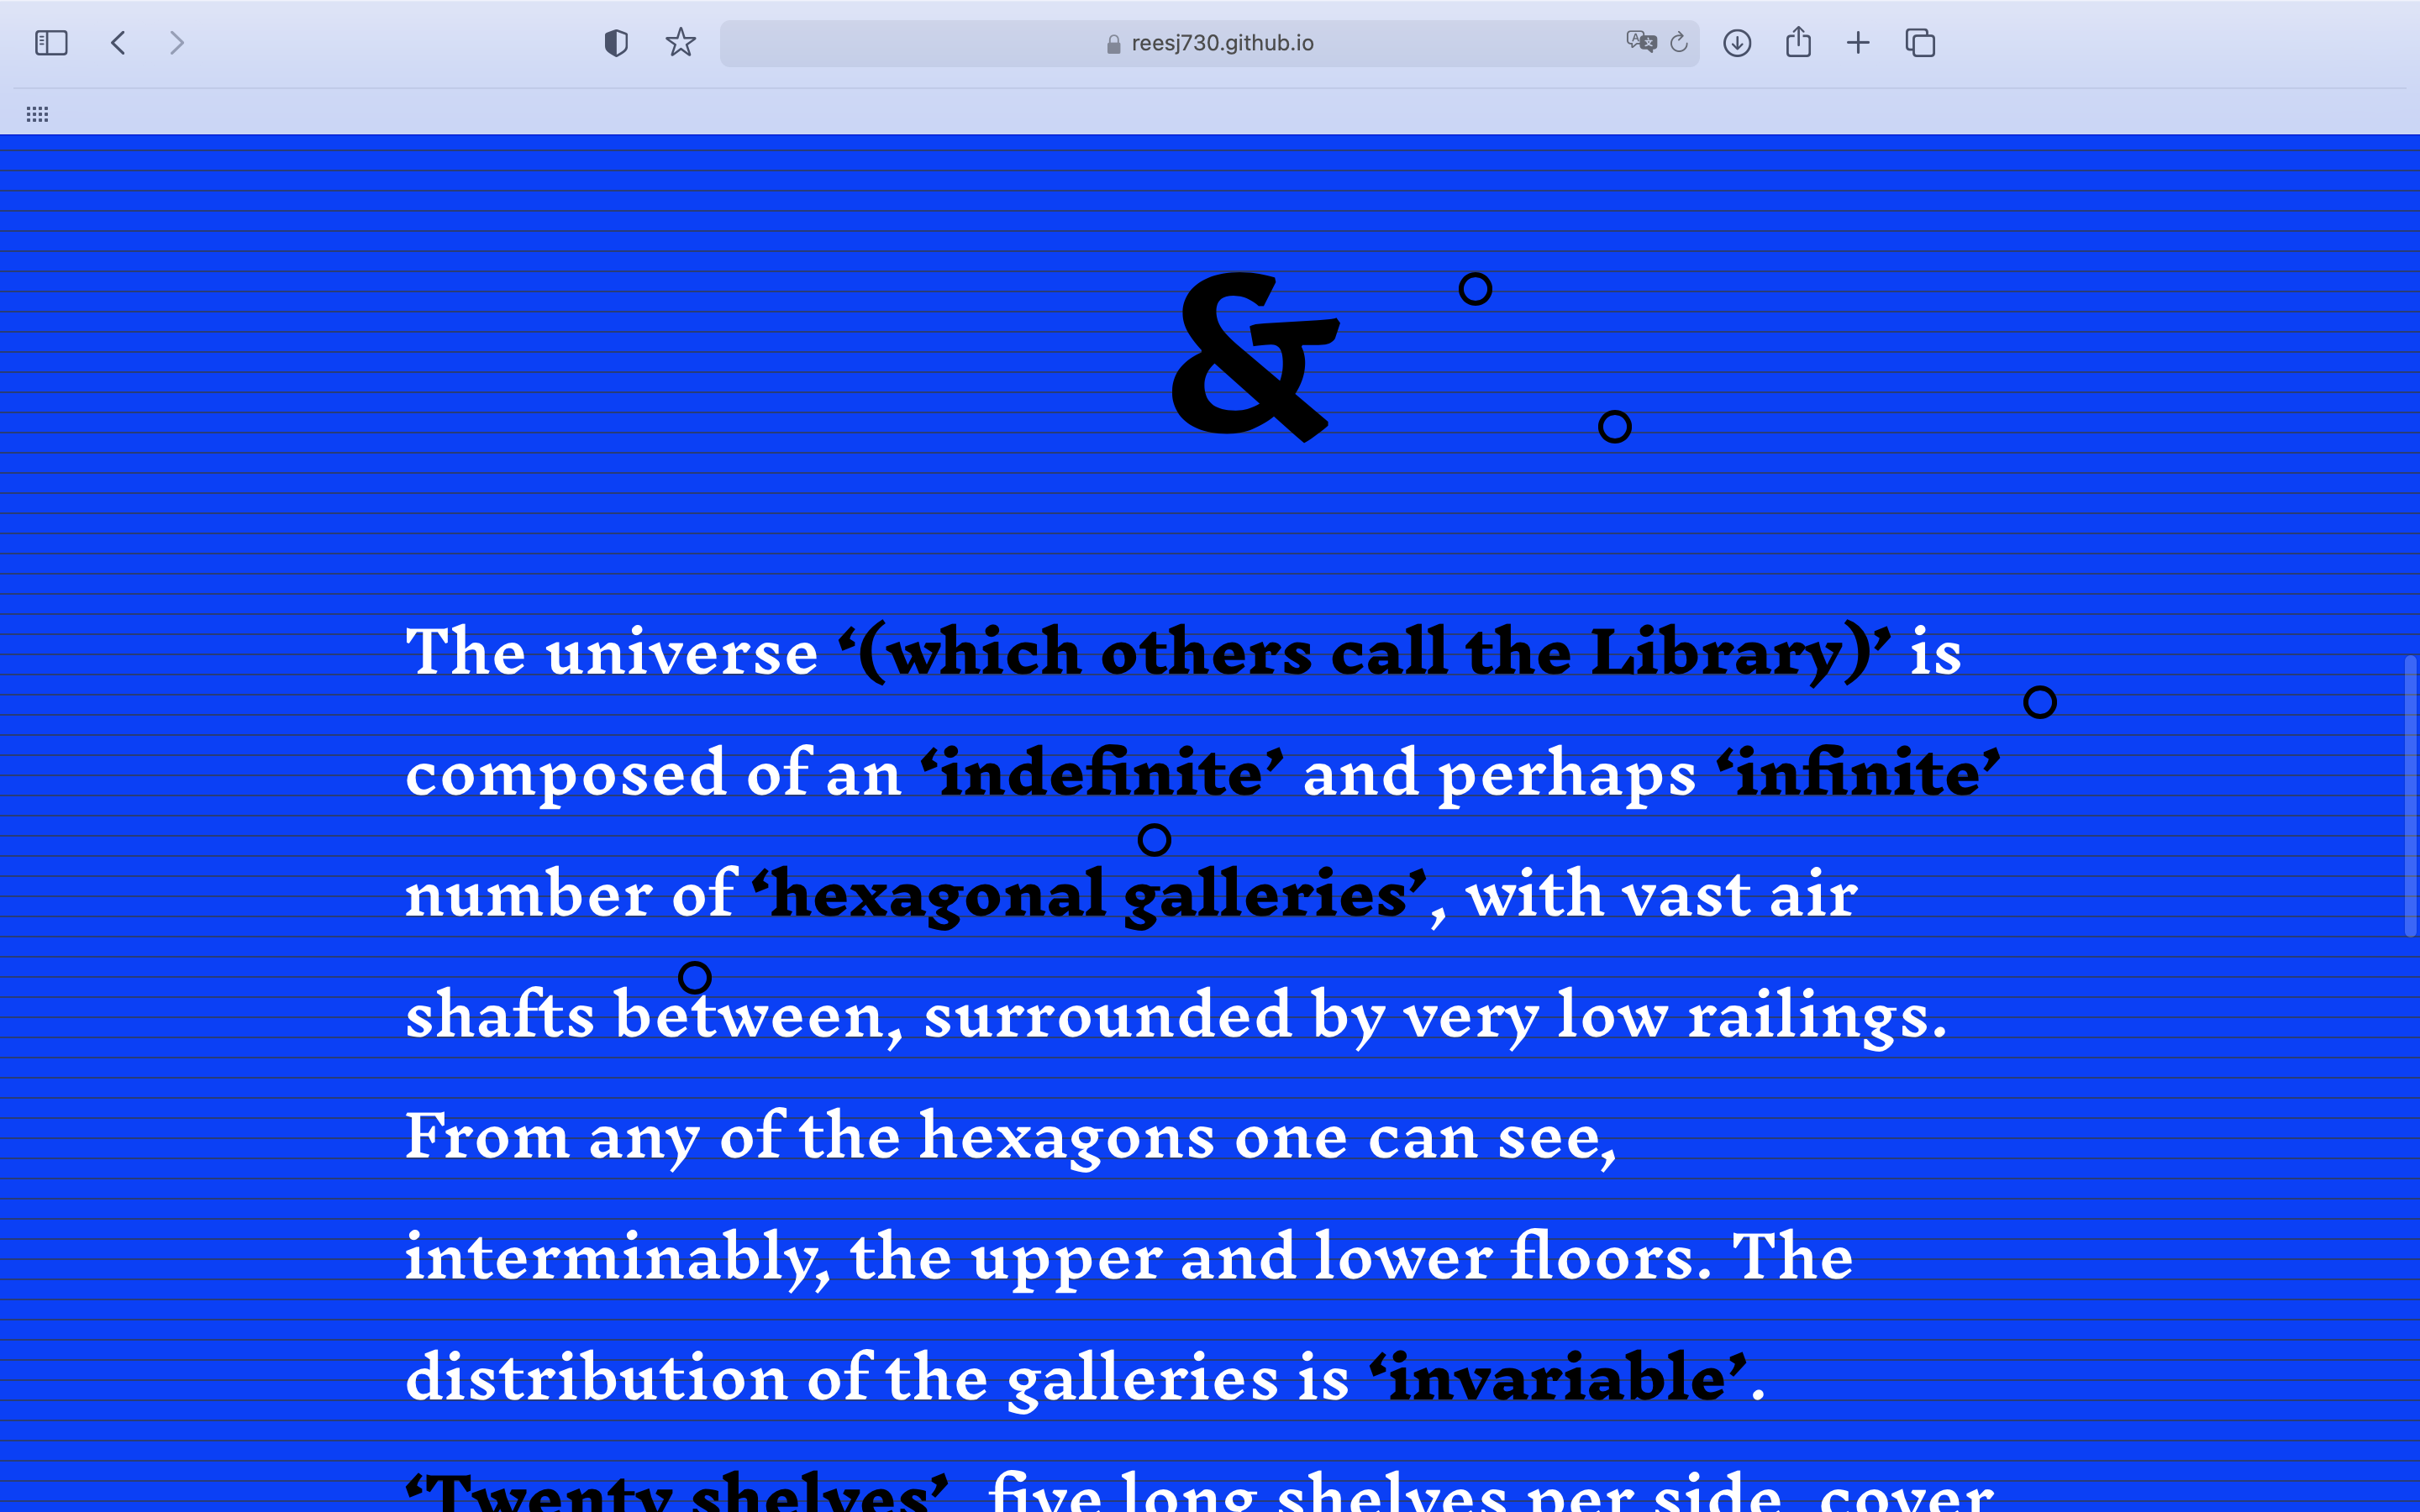 reesj730.github.io
&
The universe ‘(which others call the Library)’ is
composed of an ‘indefinite’ and perhaps ‘infinite’
number of ‘hexagonal galleries’, with vast air
shafts between, surrounded by very low railings.
From any of the hexagons one can see,
interminably, the upper and lower floors. The
distribution of the galleries is ‘invariable’.
‘Twenty shelves’ five long shelves per side cover